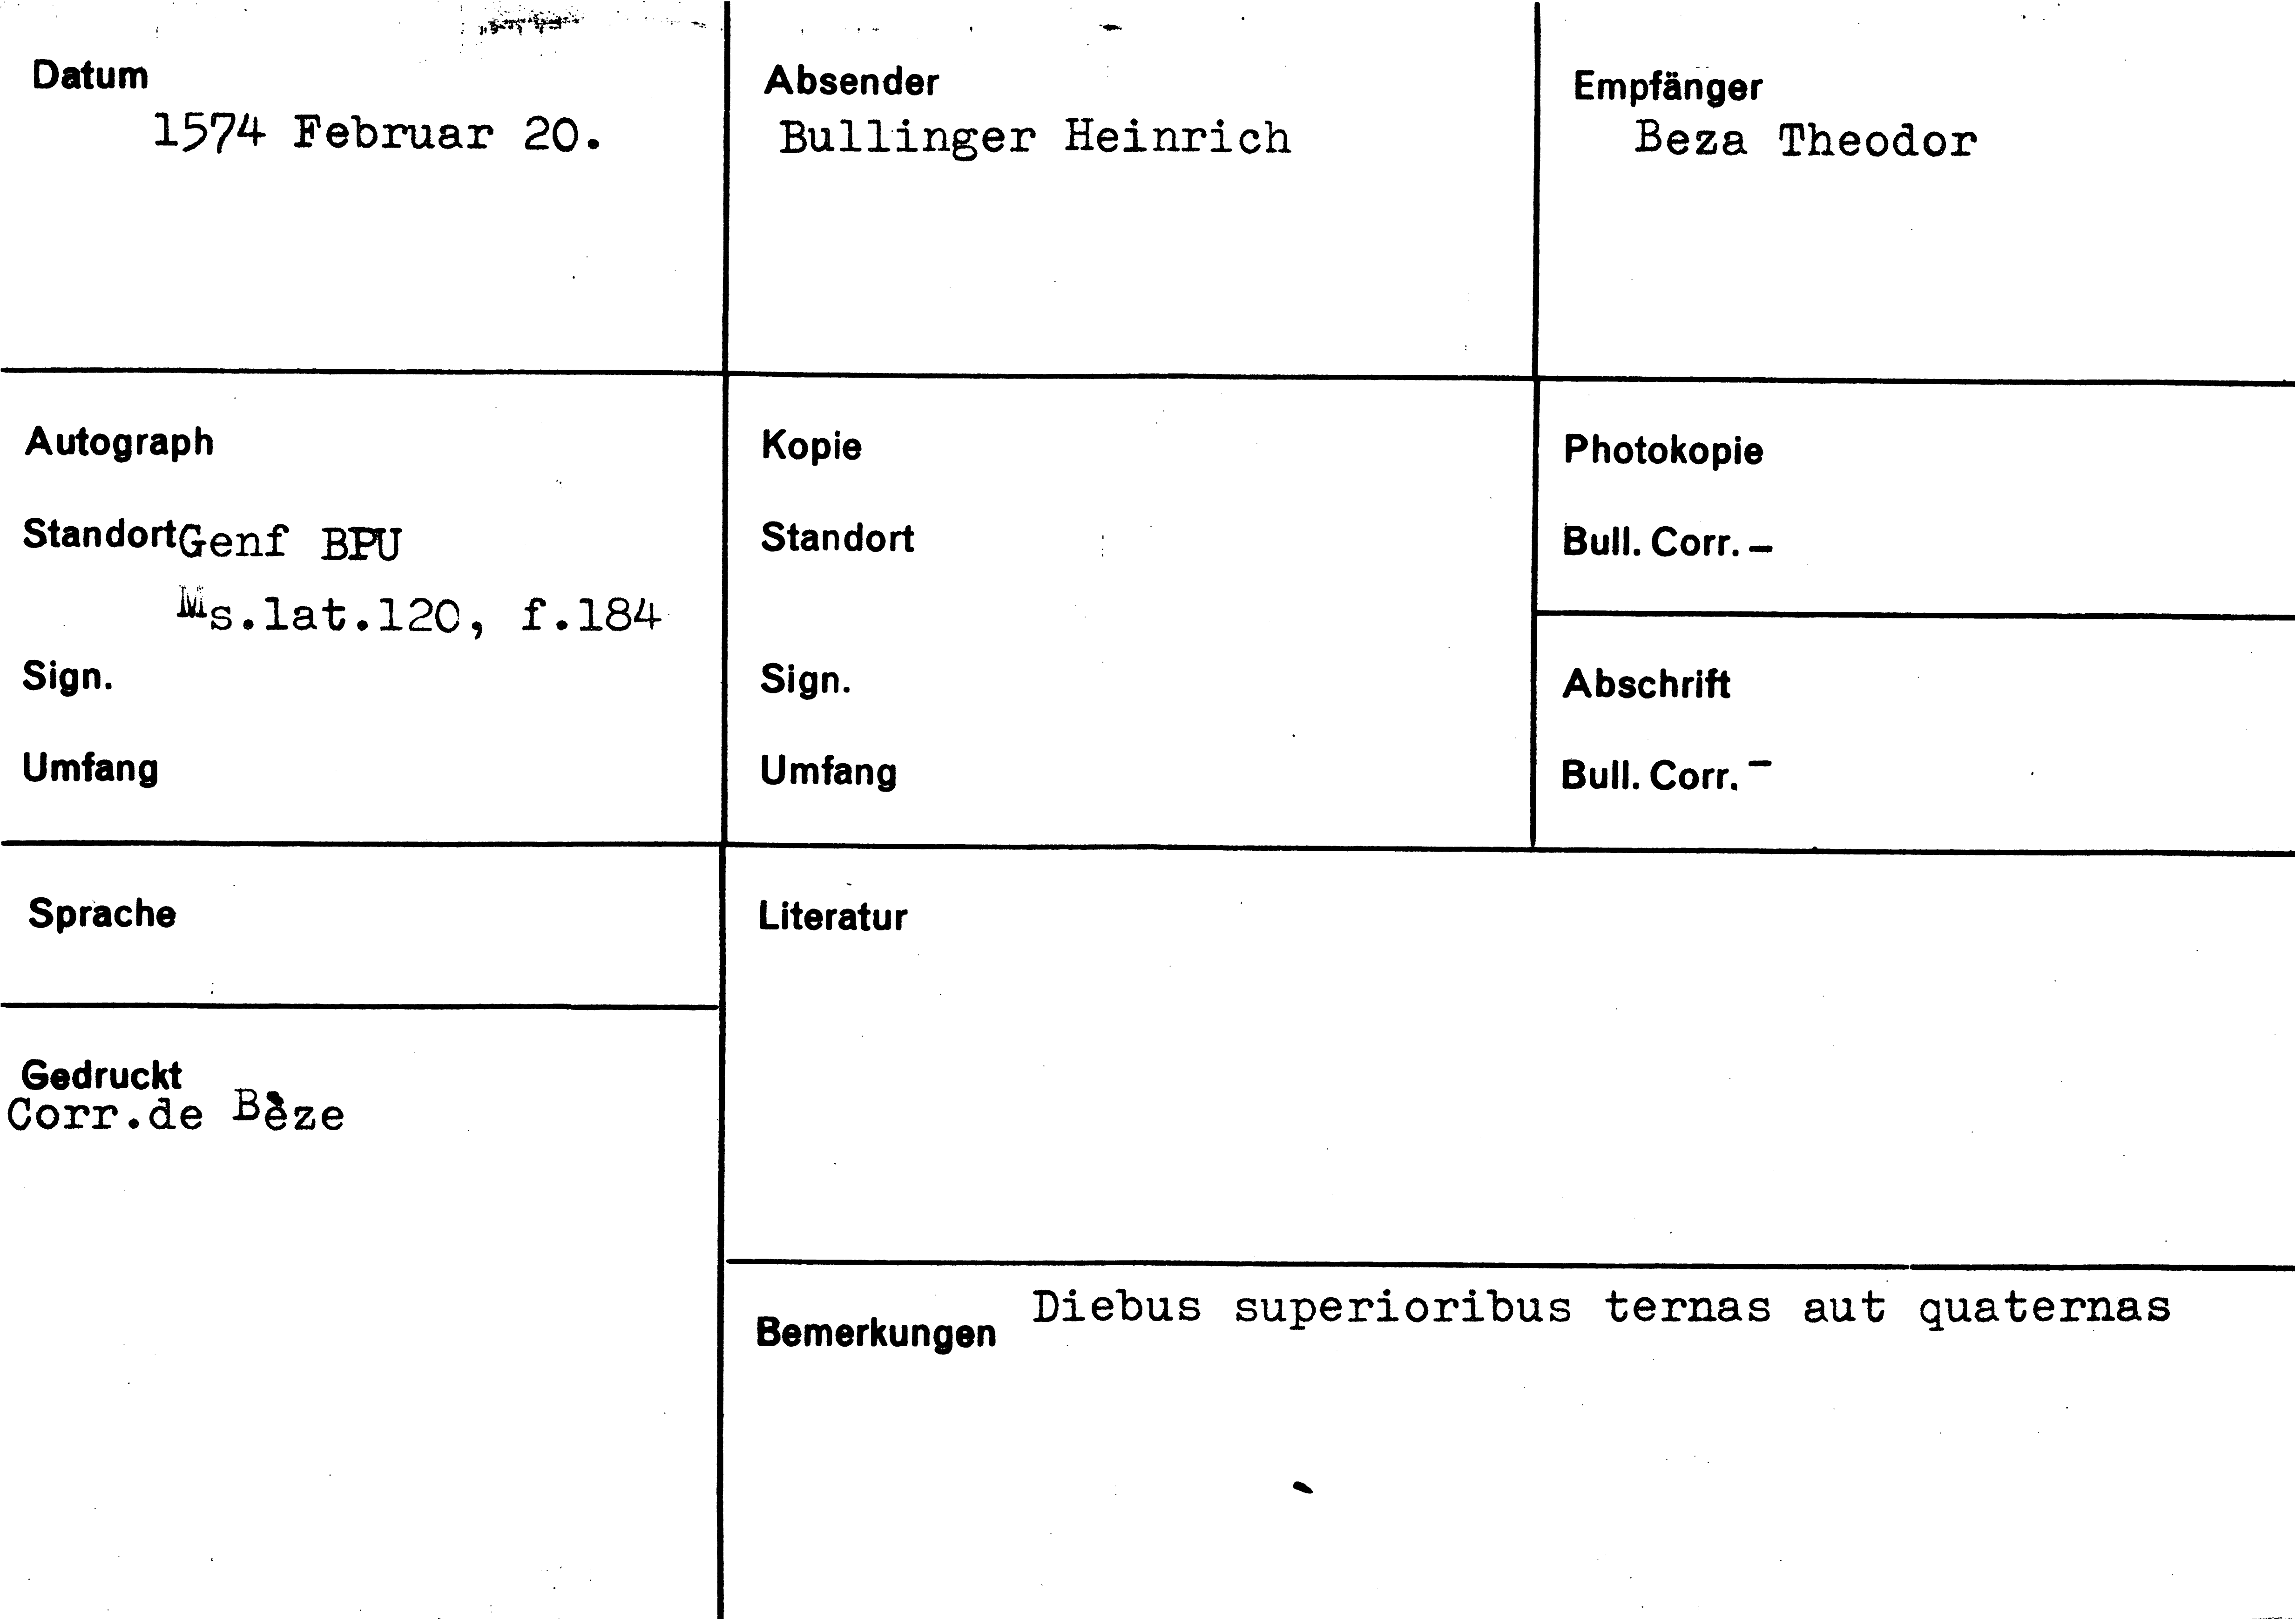 Datum
1574 Februar 20.
Absender
Bullinger Heinrich
Empfänger
Beza Theodor
Autograph
Standort Genf BPU
Ms.lat.120, f.184
Sign.
Umfang
Kopie
Standort
Sign.
Umfang
Photokopie
Bull. Corr. –
Abschrift
Bull. Corr. –
Sprache
Gedruckt
Corr.de Bèze
Literatur
Bemerkungen Diebus superioribus ternas aut quaternas